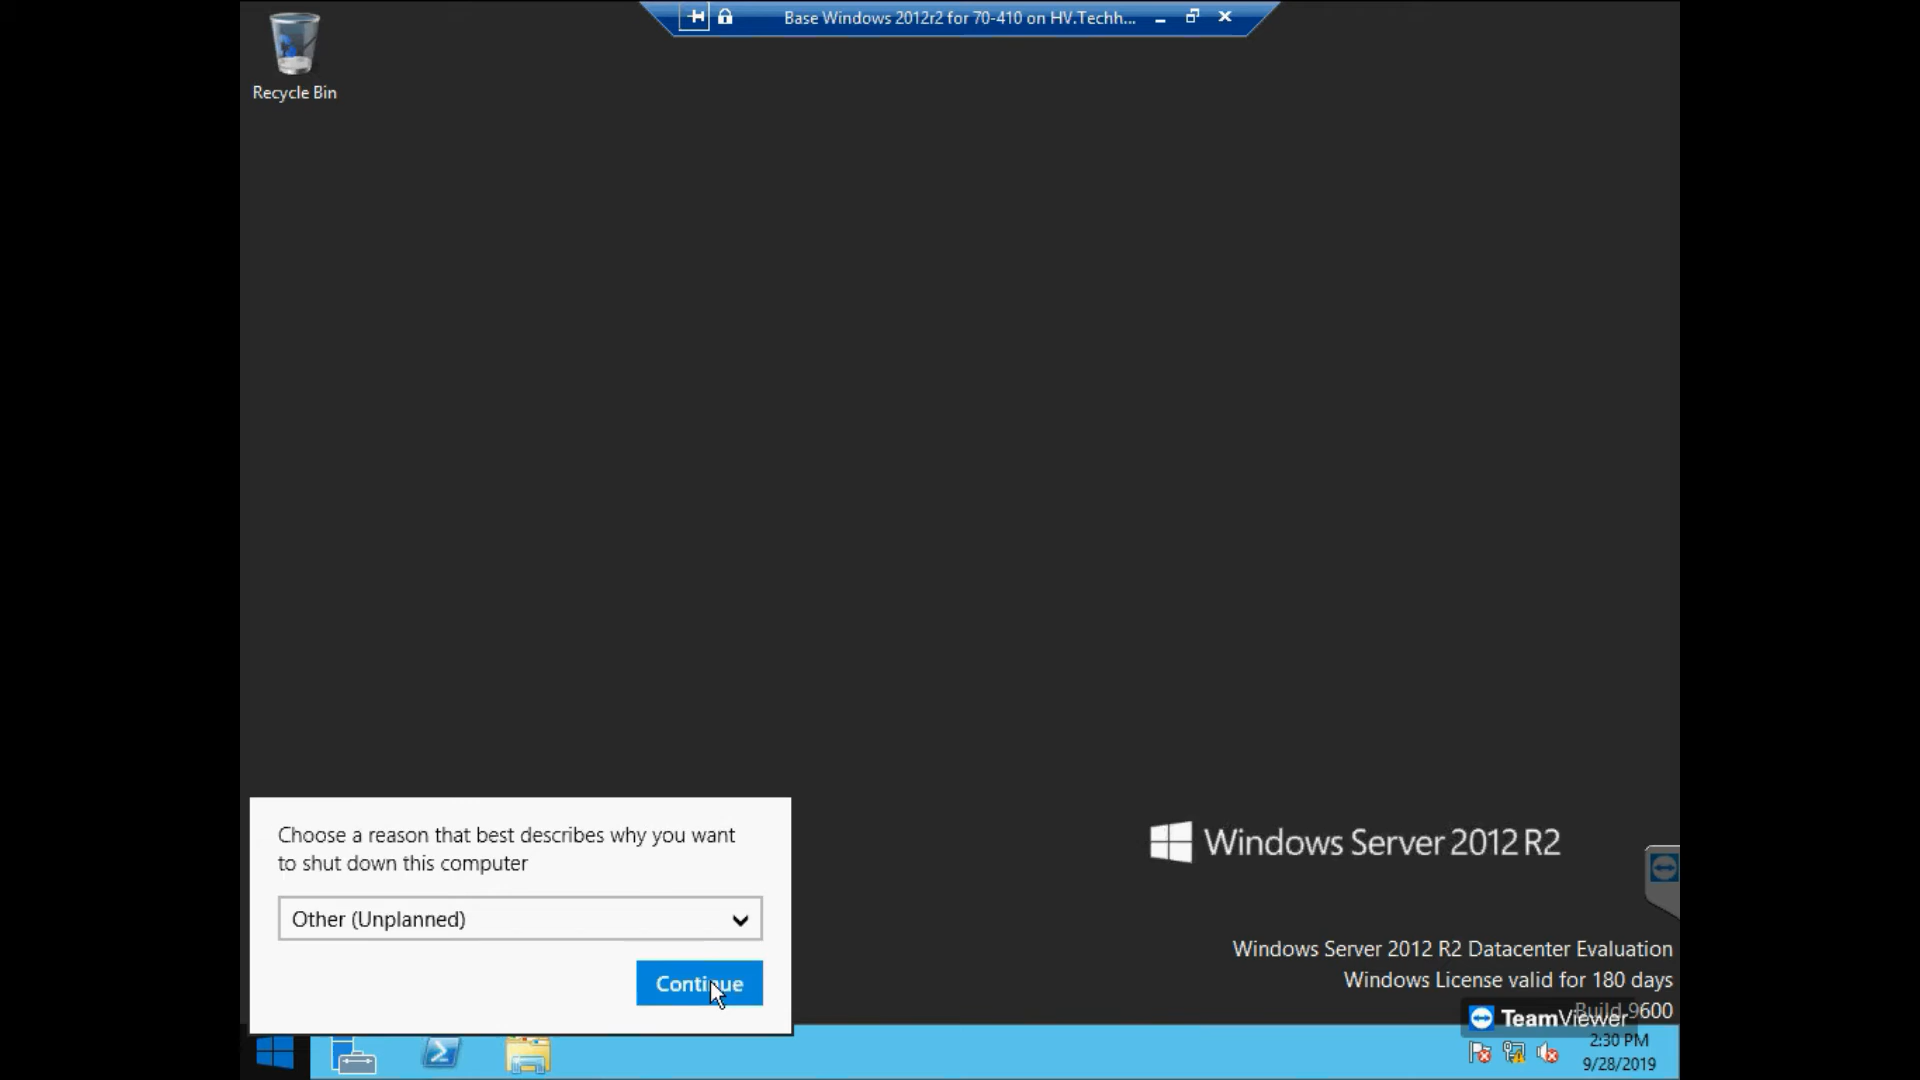 Base Windows 2012r2 for 70-410 on HV.Techh...
Recycle Bin
Choose a reason that best describes why you want
to shut down this computer
Other (Unplanned)
Continue
Windows Server 2012 R2
Windows Server 2012 R2 Datacenter Evaluation
Windows License valid for 180 days
Build 9600
TeamViewer
2:30 PM
9/28/2019